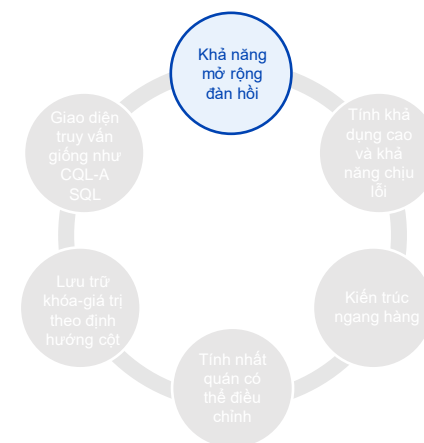 Khả năng
mở rộng
đàn hồi
Tính khả
dụng cao
và khả
năng chịu
lỗi
Kiến trúc
ngang hàng
Tính nhất
quán có
thể điều
chỉnh
Lưu trữ
khóa-giá trị
theo định
hướng cột
Giao diện
truy vấn
giống như
CQL-A
SQL